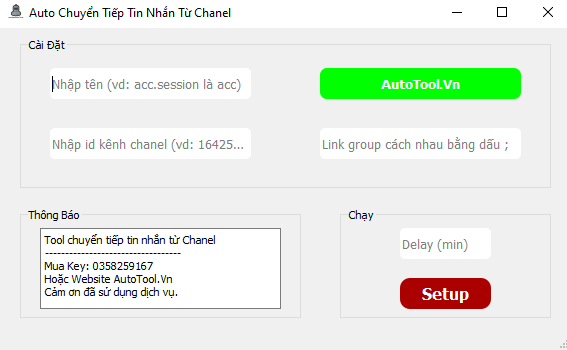 Auto Chuyển Tiếp Tin Nhắn Từ Chanel
Cài Đặt
Nhập tên (vd: acc.session là acc)
AutoTool.Vn
Nhập id kênh chanel (vd: 16425...
Link group cách nhau bằng dấu ;
Thông Báo
Tool chuyển tiếp tin nhắn từ Chanel
----------------------------------
Mua Key: 0358259167
Hoặc Website AutoTool.Vn
Cảm ơn đã sử dụng dịch vụ.
Chạy
Delay (min)
Setup